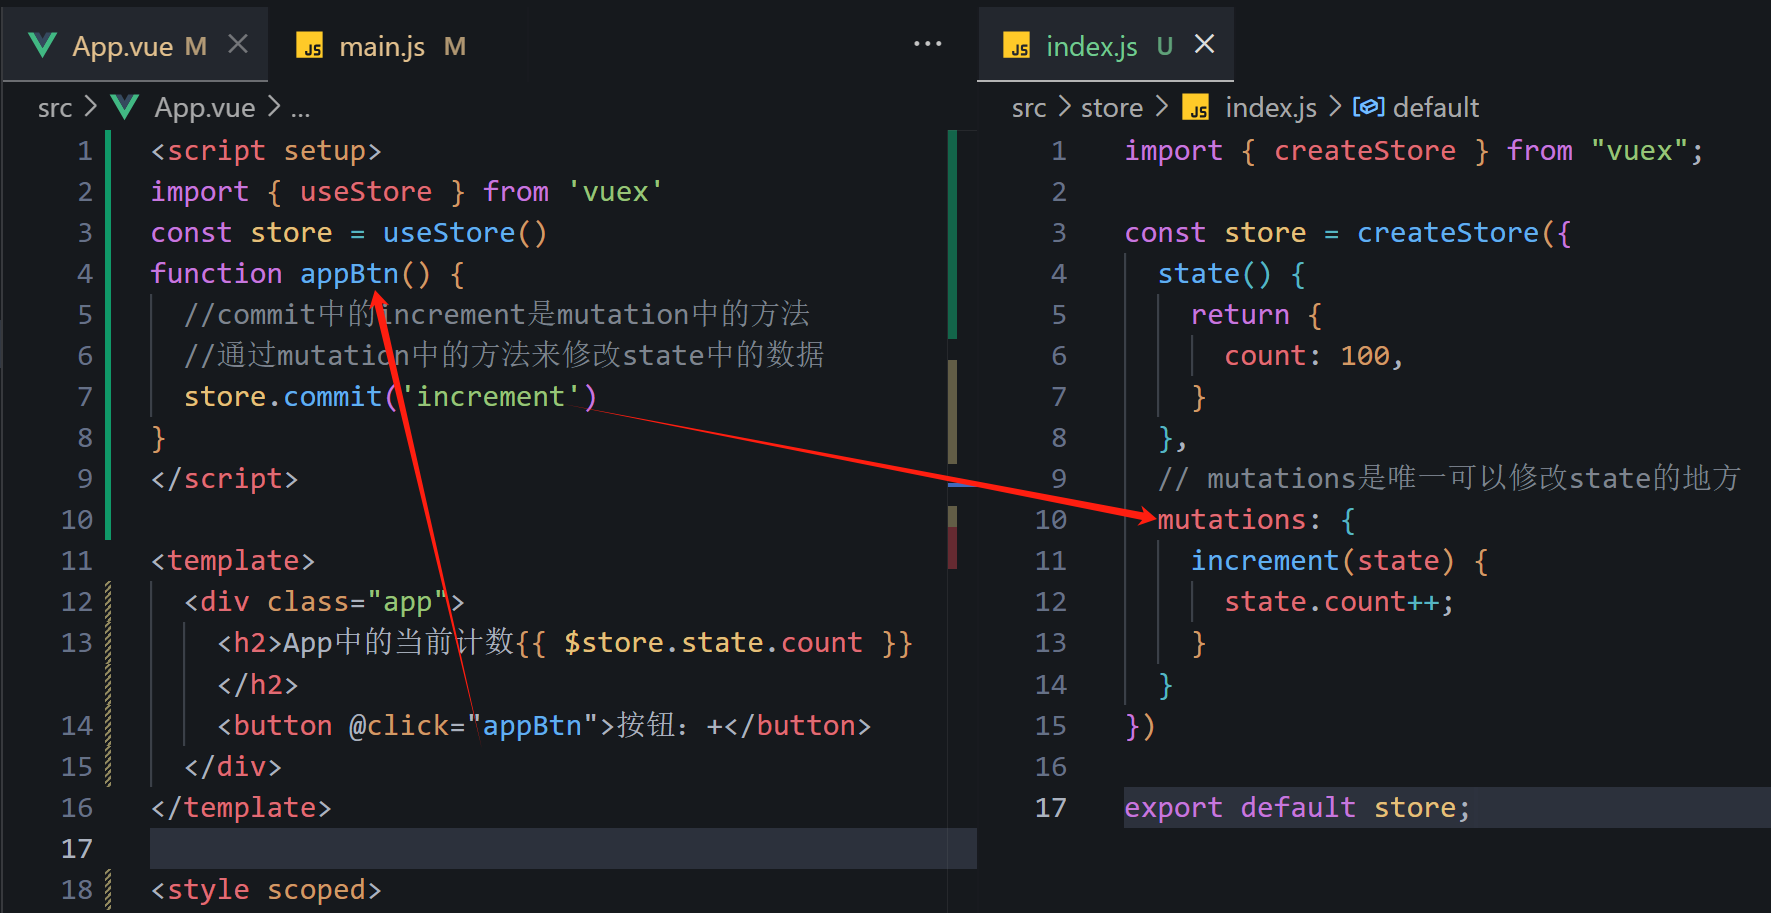 App.vue M
main.js M
...
src > App.vue > ...
1 <script setup>
2 import { useStore } from 'vuex'
3 const store = useStore()
4 function appBtn() {
5 //commit中的increment是mutation中的方法
6 //通过mutation中的方法来修改state中的数据
7 store.commit('increment')
8 }
9 </script>
10
11 <template>
12 <div class="app">
13 <h2>App中的当前计数{{ $store.state.count }}
</h2>
14 <button @click="appBtn">按钮：+</button>
15 </div>
16 </template>
17
18 <style scoped>
index.js U
src > store > index.js > default
1 import { createStore } from "vuex";
2
3 const store = createStore({
4 state() {
5 return {
6 count: 100,
7 }
8 },
9 // mutations是唯一可以修改state的地方
10 mutations: {
11 increment(state) {
12 state.count++;
13 }
14 }
15 })
16
17 export default store;